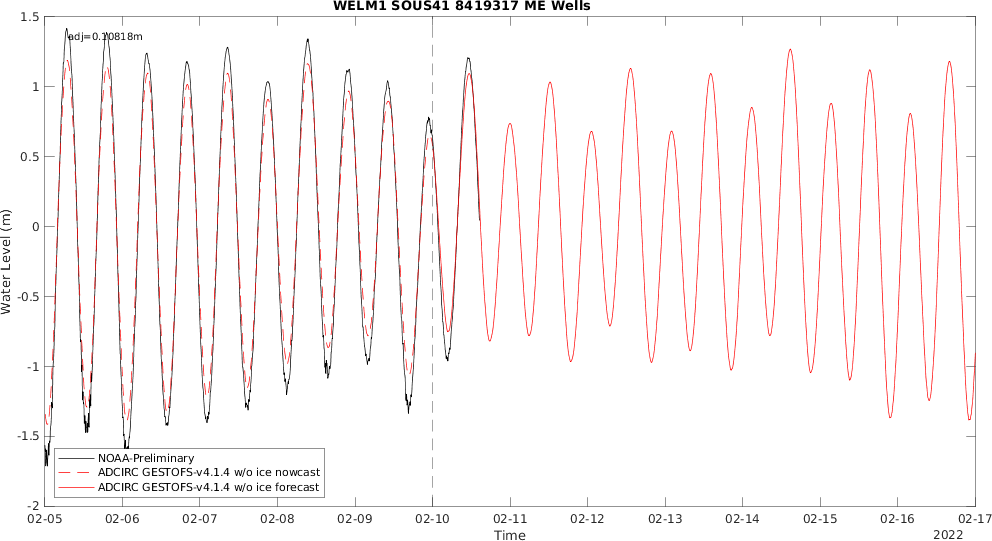 WELM1 SOUS41 8419317 ME Wells
adj=0.10818m
1.5
1
0.5
0
-0.5
-1
-1.5
-2
Water Level (m)
NOAA-Preliminary
ADCIRC GESTOFS-v4.1.4 w/o ice nowcast
ADCIRC GESTOFS-v4.1.4 w/o ice forecast
02-05 02-06 02-07 02-08 02-09 02-10 02-11 02-12 02-13 02-14 02-15 02-16 02-17
Time
2022